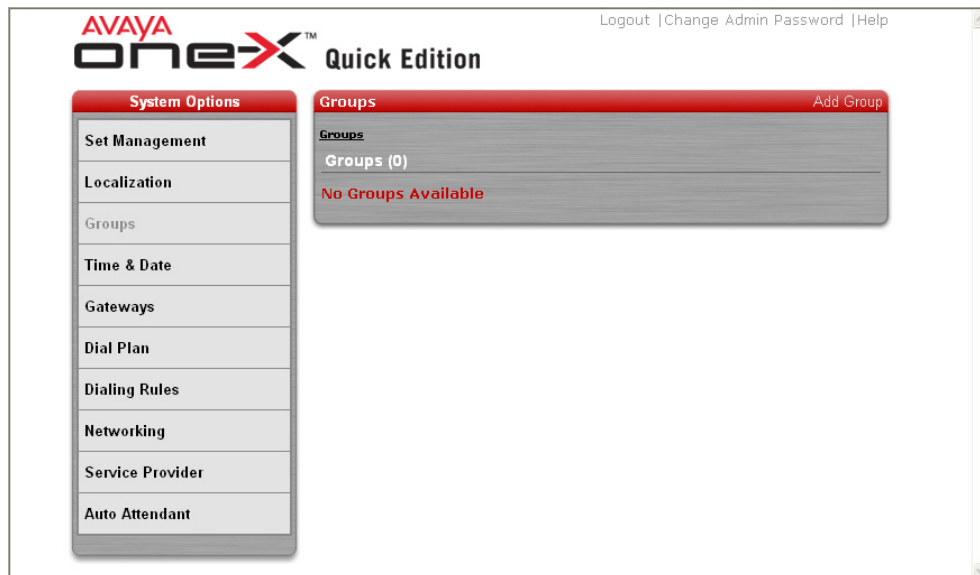 Logout |Change Admin Password |Help
AVAYA
one-X™ Quick Edition
System Options
Set Management
Localization
Groups
Time & Date
Gateways
Dial Plan
Dialing Rules
Networking
Service Provider
Auto Attendant
Groups Add Group
Groups
Groups (0)
No Groups Available